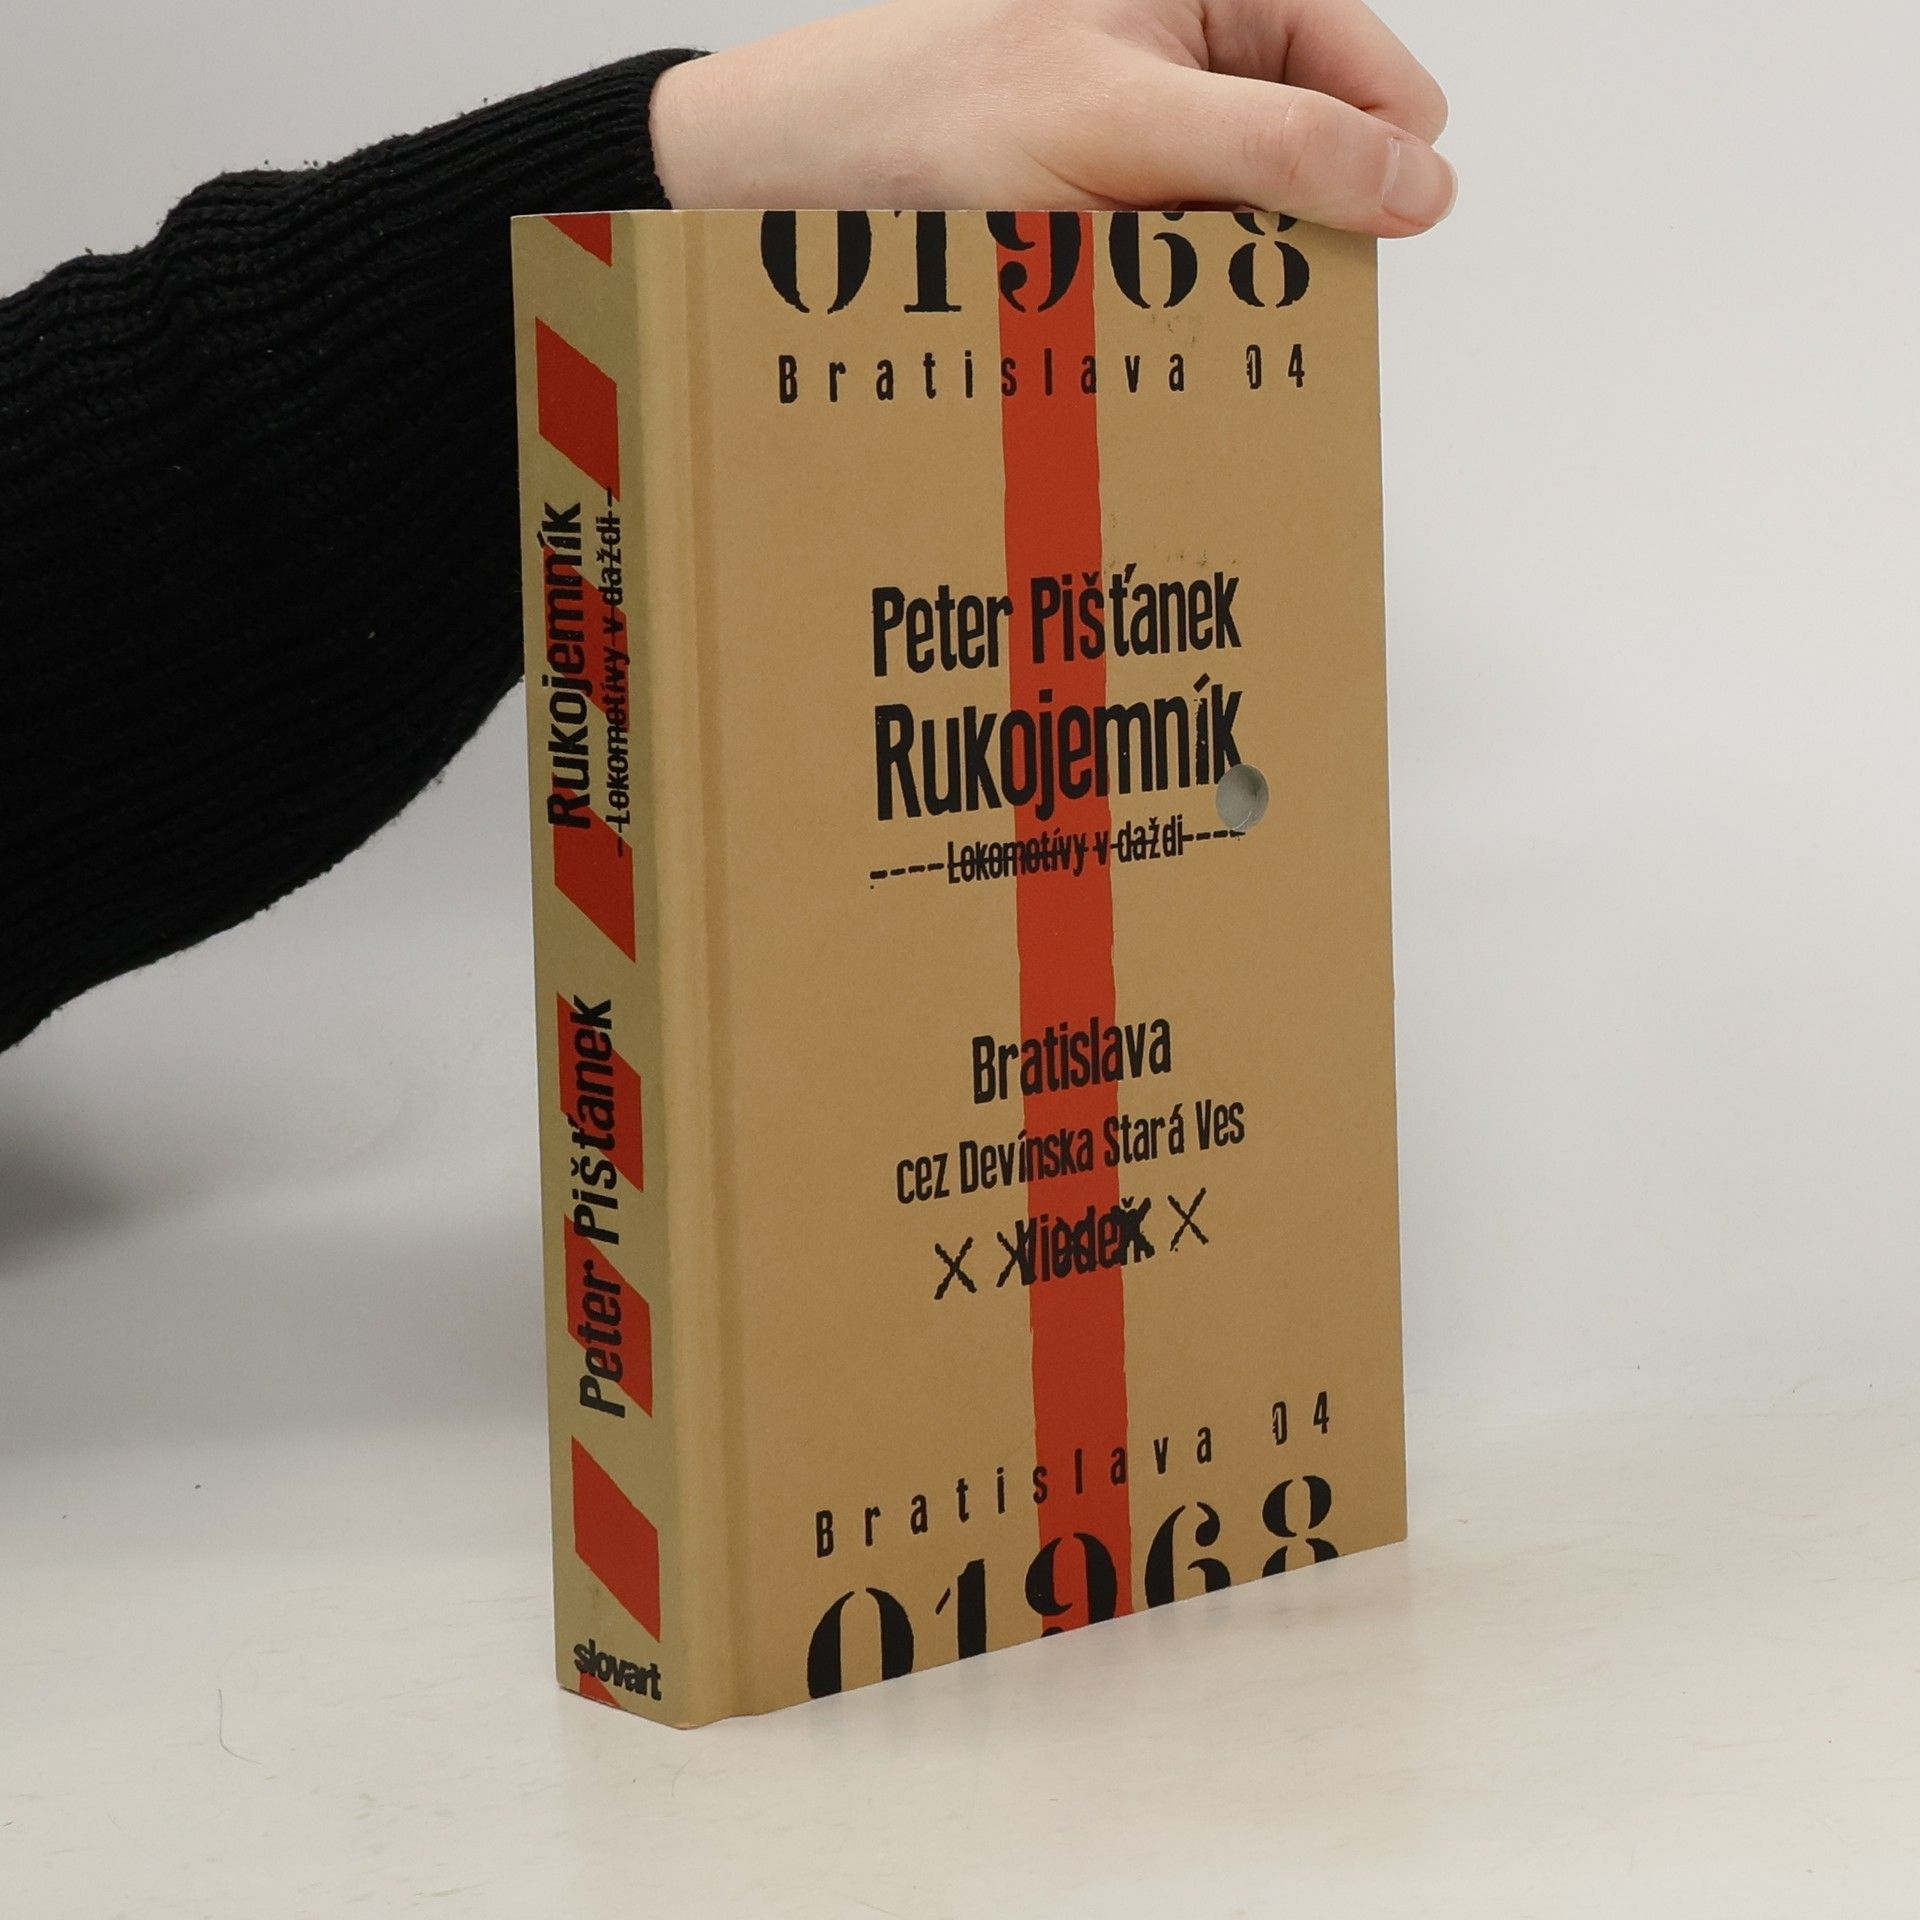 01968
Bratislava 04
Peter Pišťanek
Rukojemník
----Lokomotívy v daždi----
Bratislava
cez Devínska Stará Ves
X X Viedeň X X
Bratislava 04
01968
Rukojemník
-Lokomotívy v daždi-
Peter Pišťanek
slovart